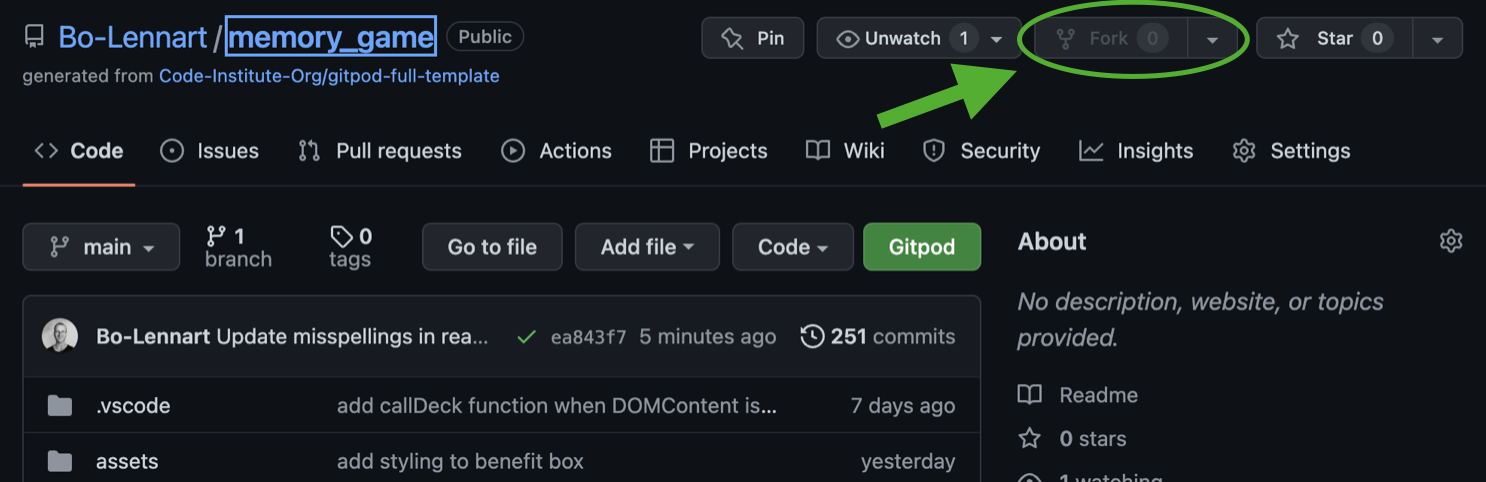 Bo-Lennart / memory_game Public Pin Unwatch 1 Fork 0 Star 0
generated from Code-Institute-Org/gitpod-full-template
Code Issues Pull requests Actions Projects Wiki Security Insights Settings
main 1 branch 0 tags Go to file Add file Code Gitpod
About
No description, website, or topics
provided.
Bo-Lennart Update misspellings in rea... ea843f7 5 minutes ago 251 commits
.vscode add callDeck function when DOMContent is... 7 days ago
Readme
0 stars
assets add styling to benefit box yesterday
1 watching